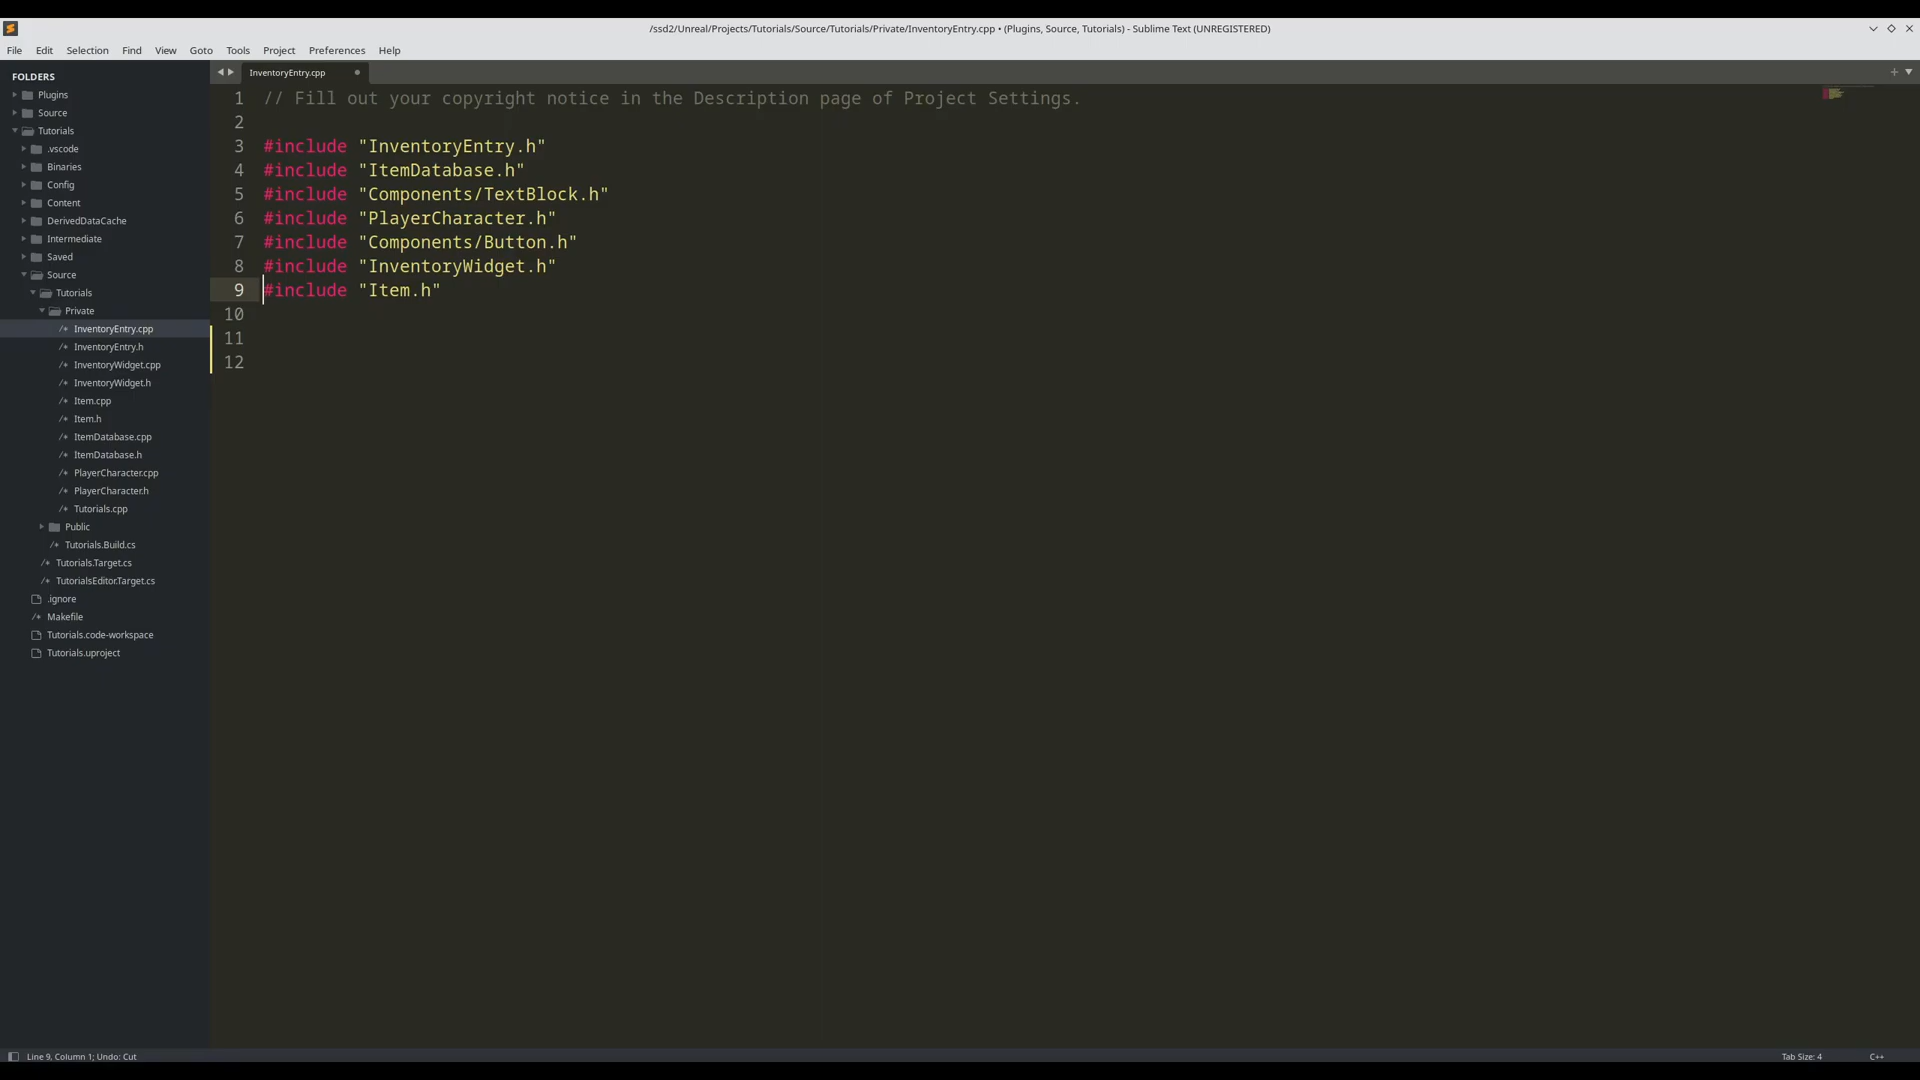 /ssd2/Unreal/Projects/Tutorials/Source/Tutorials/Private/InventoryEntry.cpp • (Plugins, Source, Tutorials) - Sublime Text (UNREGISTERED)
File Edit Selection Find View Goto Tools Project Preferences Help
FOLDERS
Plugins
Source
Tutorials
.vscode
Binaries
Config
Content
DerivedDataCache
Intermediate
Saved
Source
Tutorials
Private
/* InventoryEntry.cpp
/* InventoryEntry.h
/* InventoryWidget.cpp
/* InventoryWidget.h
/* Item.cpp
/* Item.h
/* ItemDatabase.cpp
/* ItemDatabase.h
/* PlayerCharacter.cpp
/* PlayerCharacter.h
/* Tutorials.cpp
Public
/* Tutorials.Build.cs
/* Tutorials.Target.cs
/* TutorialsEditor.Target.cs
.ignore
/* Makefile
Tutorials.code-workspace
Tutorials.uproject
InventoryEntry.cpp
1 // Fill out your copyright notice in the Description page of Project Settings.
2
3 #include "InventoryEntry.h"
4 #include "ItemDatabase.h"
5 #include "Components/TextBlock.h"
6 #include "PlayerCharacter.h"
7 #include "Components/Button.h"
8 #include "InventoryWidget.h"
9 #include "Item.h"
10
11
12
Line 9, Column 1; Undo: Cut
Tab Size: 4
C++